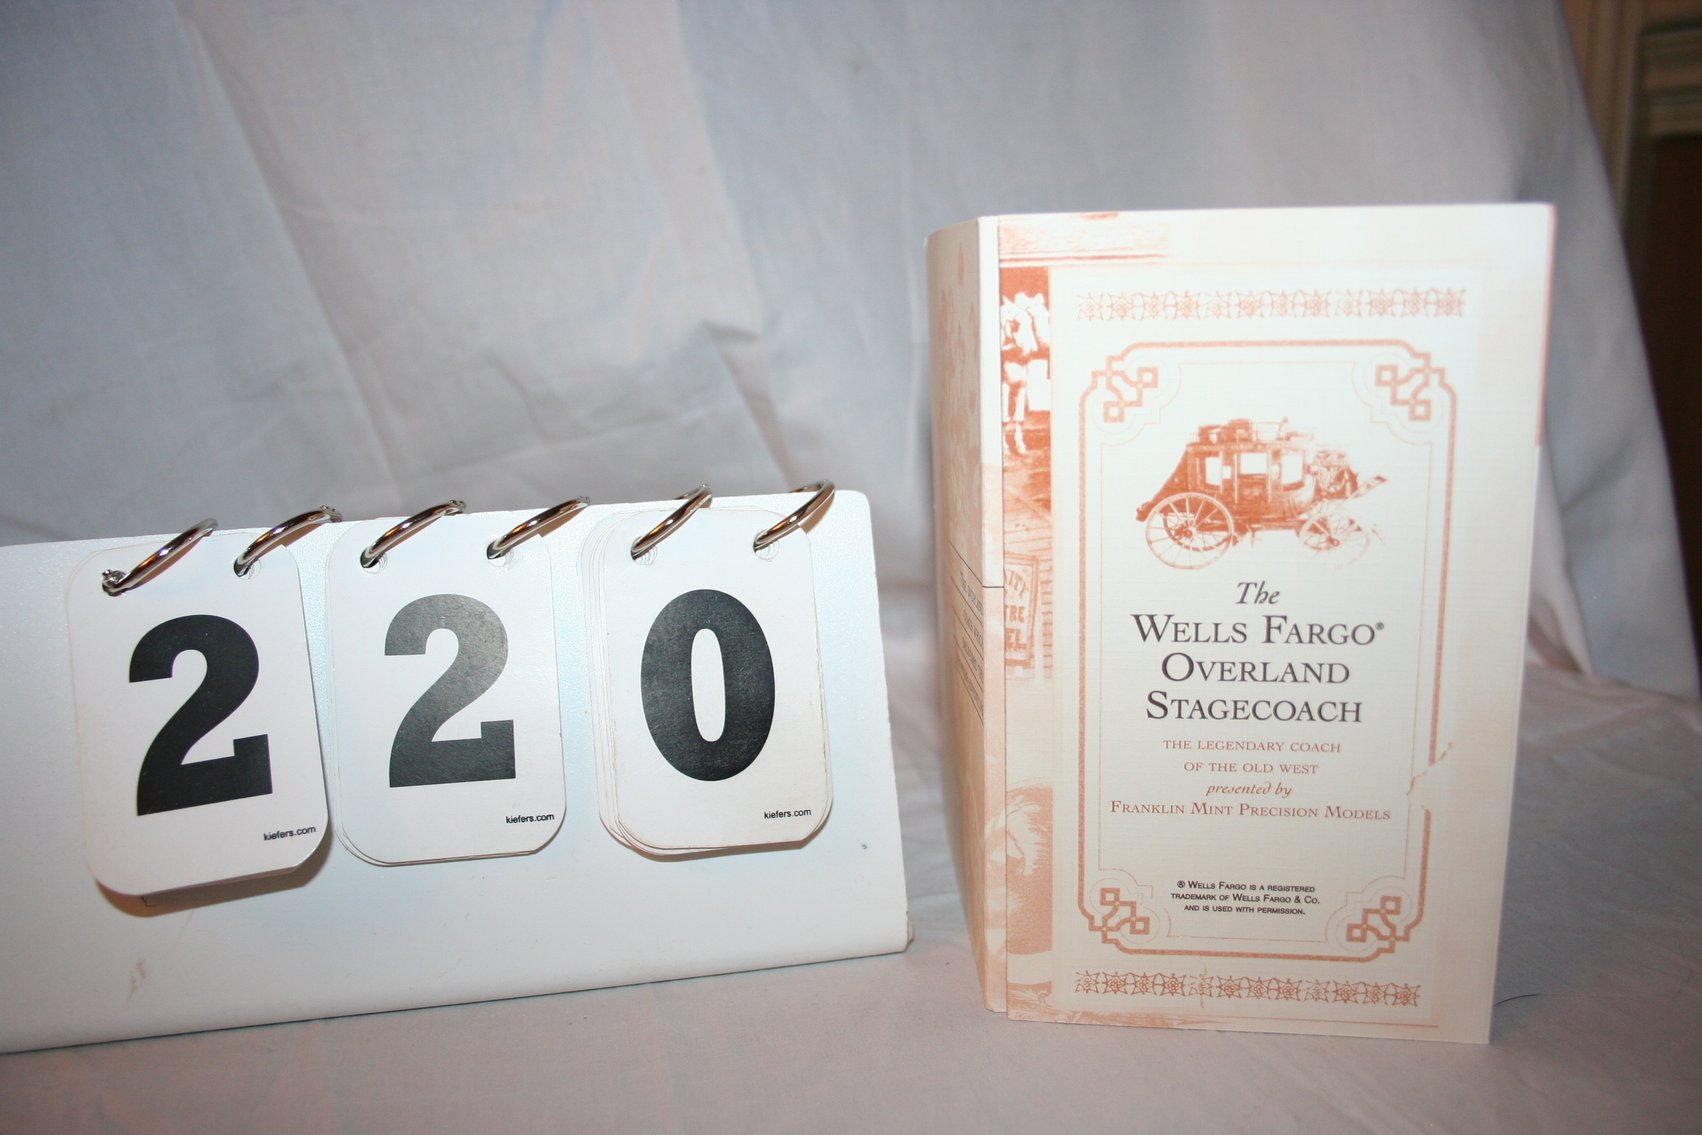 2 2 0
kiefers.com kiefers.com kiefers.com
The
WELLS FARGO®
OVERLAND
STAGECOACH
THE LEGENDARY COACH
OF THE OLD WEST
presented by
FRANKLIN MINT PRECISION MODELS
® WELLS FARGO IS A REGISTERED
TRADEMARK OF WELLS FARGO & CO.
AND IS USED WITH PERMISSION.